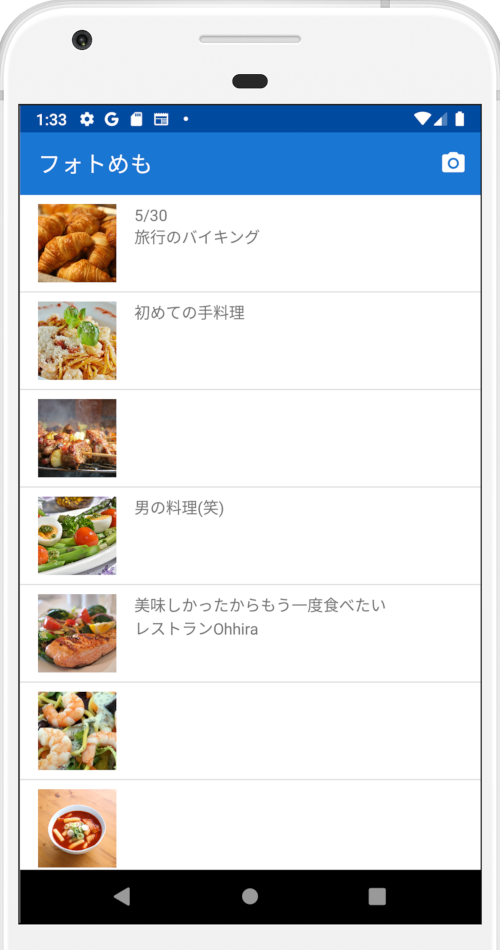 1:33
フォトめも
5/30
旅行のバイキング
初めての手料理
男の料理(笑)
美味しかったからもう一度食べたい
レストランOhhira